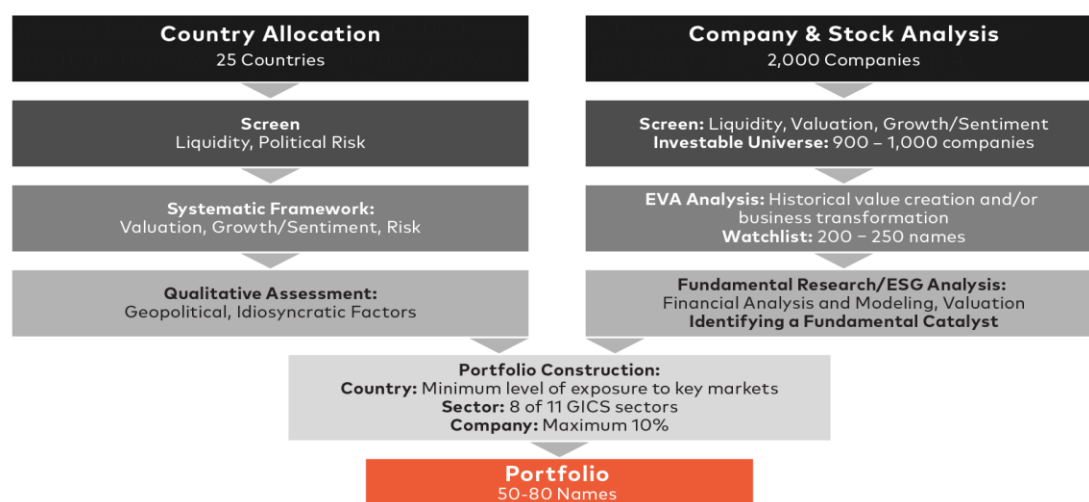 Country Allocation
25 Countries
Screen
Liquidity, Political Risk
Systematic Framework:
Valuation, Growth/Sentiment, Risk
Qualitative Assessment:
Geopolitical, Idiosyncratic Factors
Company & Stock Analysis
2,000 Companies
Screen: Liquidity, Valuation, Growth/Sentiment
Investable Universe: 900 – 1,000 companies
EVA Analysis: Historical value creation and/or
business transformation
Watchlist: 200 – 250 names
Fundamental Research/ESG Analysis:
Financial Analysis and Modeling, Valuation
Identifying a Fundamental Catalyst
Portfolio Construction:
Country: Minimum level of exposure to key markets
Sector: 8 of 11 GICS sectors
Company: Maximum 10%
Portfolio
50-80 Names